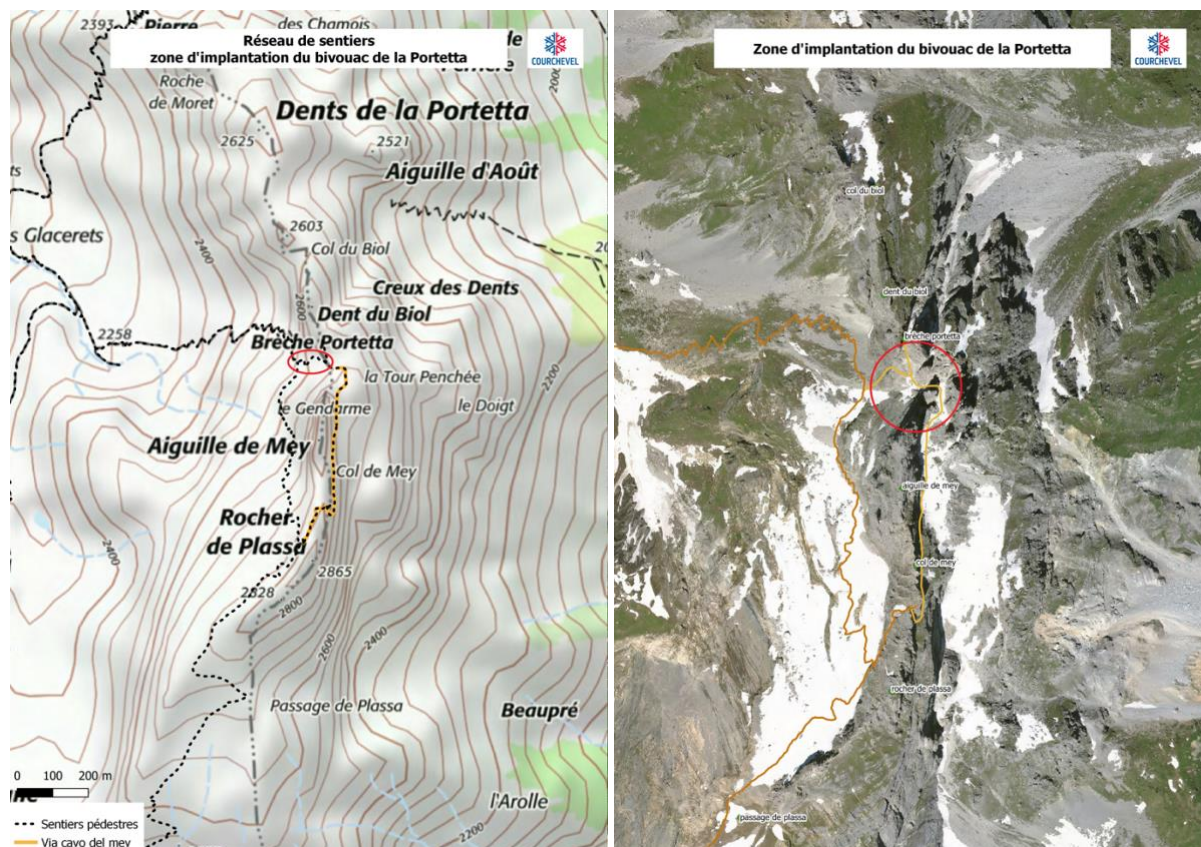 2393
Pierre
des Chamois
Réseau de sentiers
zone d'implantation du bivouac de la Portetta
COURCHEVEL
de
2000
Roche
de Moret
Dents de la Portetta
2625
2521
Aiguille d'Août
2603
Col du Biol
s Glacerets
2400
2600
Creux des Dents
Dent du Biol
2258
Brèche Portetta
la Tour Penchée
2200
le Gendarme
le Doigt
Aiguille de Mey
Col de Mey
Rocher
de Plassa
2400
2865
2828
2800
2600
2400
Passage de Plassa
Beaupré
0 100 200 m
l'Arolle
2200
Sentiers pédestres
Via cavo del mey
Zone d'implantation du bivouac de la Portetta
COURCHEVEL
col du biol
dent du biol
brèche portetta
aiguille de mey
col de mey
rocher de plassa
passage de plassa